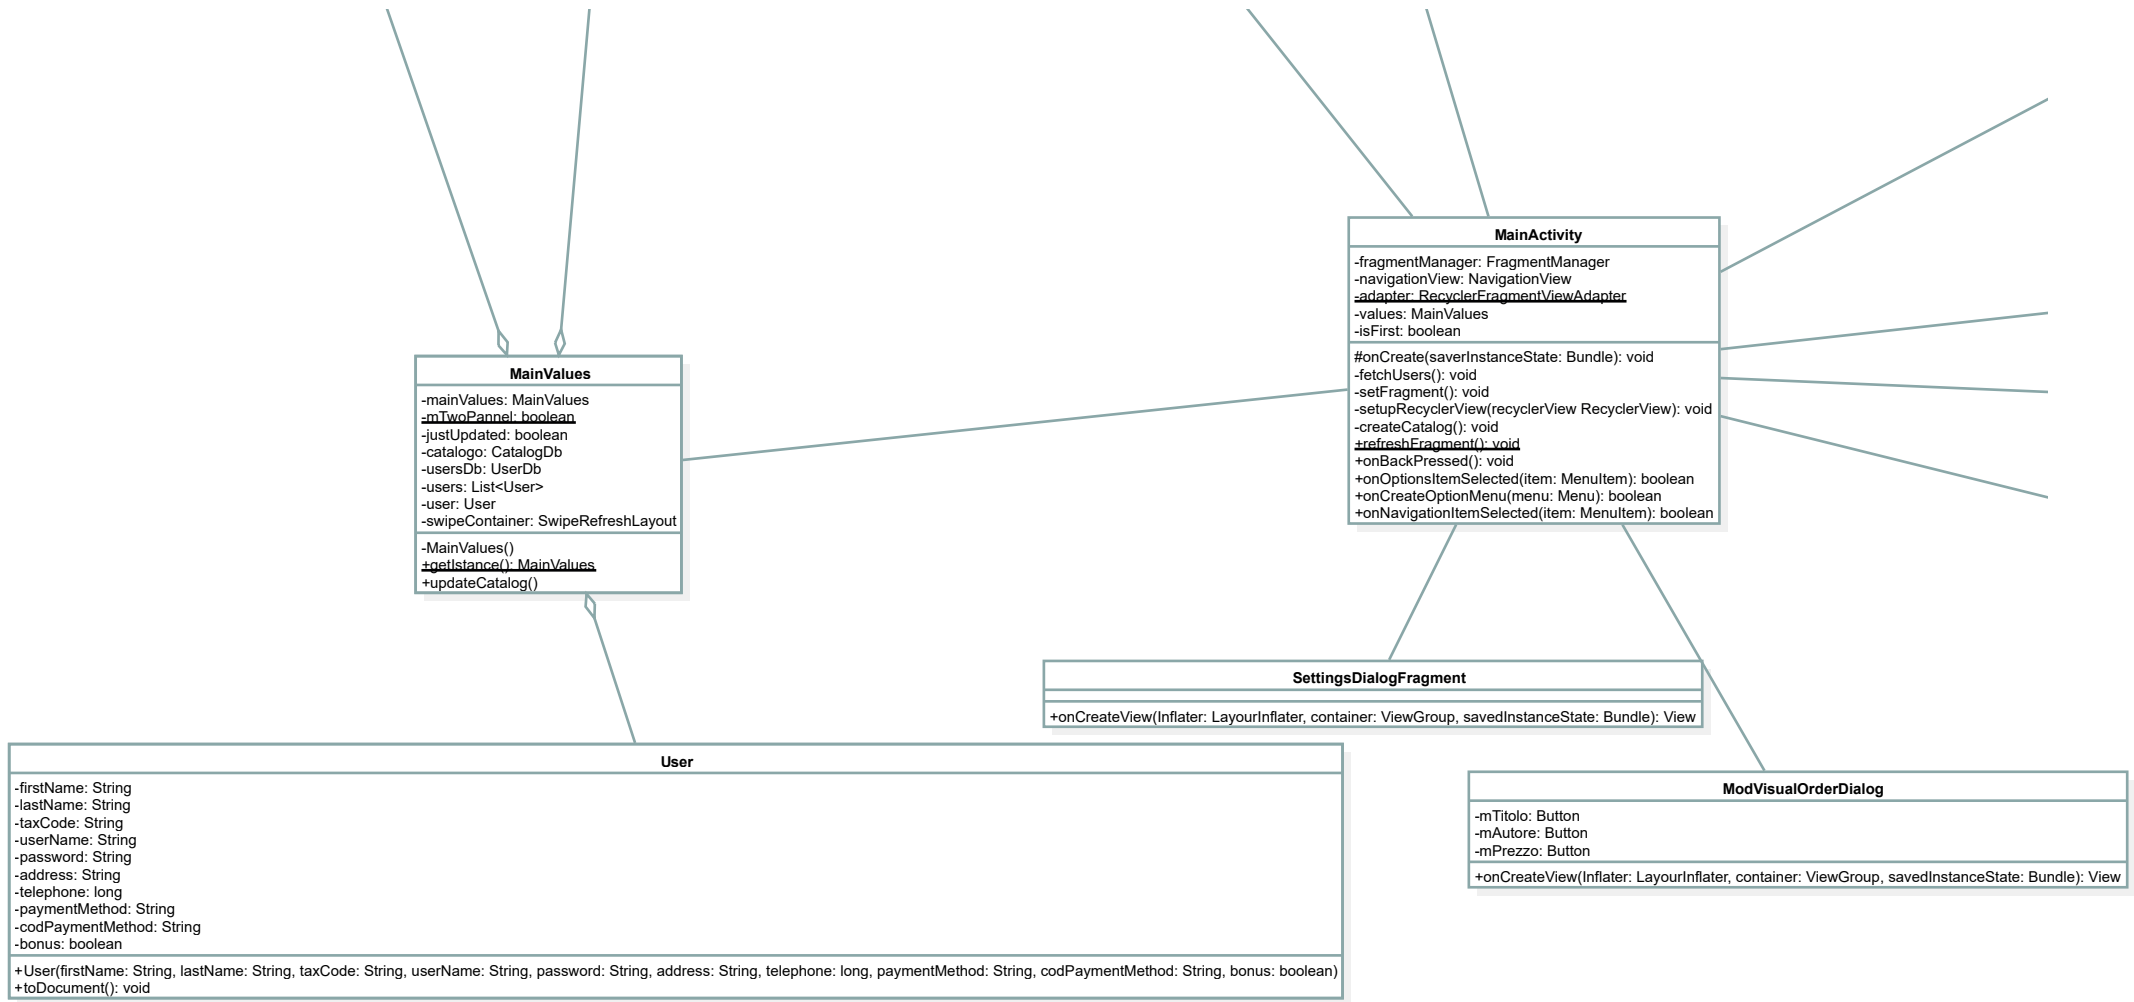 MainActivity
-fragmentManager: FragmentManager
-navigationView: NavigationView
-adapter: RecyclerFragmentViewAdapter
-values: MainValues
-isFirst: boolean
#onCreate(saverInstanceState: Bundle): void
-fetchUsers(): void
-setFragment(): void
-setupRecyclerView(recyclerView RecyclerView): void
-createCatalog(): void
+refreshFragment(): void
+onBackPressed(): void
+onOptionsItemSelected(item: MenuItem): boolean
+onCreateOptionMenu(menu: Menu): boolean
+onNavigationItemSelected(item: MenuItem): boolean
MainValues
-mainValues: MainValues
-mTwoPannel: boolean
-justUpdated: boolean
-catalogo: CatalogDb
-usersDb: UserDb
-users: List<User>
-user: User
-swipeContainer: SwipeRefreshLayout
-MainValues()
+getIstance(): MainValues
+updateCatalog()
SettingsDialogFragment
+onCreateView(Inflater: LayourInflater, container: ViewGroup, savedInstanceState: Bundle): View
User
-firstName: String
-lastName: String
-taxCode: String
-userName: String
-password: String
-address: String
-telephone: long
-paymentMethod: String
-codPaymentMethod: String
-bonus: boolean
+User(firstName: String, lastName: String, taxCode: String, userName: String, password: String, address: String, telephone: long, paymentMethod: String, codPaymentMethod: String, bonus: boolean)
+toDocument(): void
ModVisualOrderDialog
-mTitolo: Button
-mAutore: Button
-mPrezzo: Button
+onCreateView(Inflater: LayourInflater, container: ViewGroup, savedInstanceState: Bundle): View